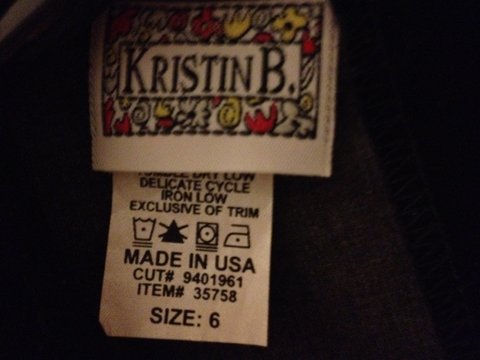 KRISTIN B.
TUMBLE DRY LOW
DELICATE CYCLE
IRON LOW
EXCLUSIVE OF TRIM
MADE IN USA
CUT# 9401961
ITEM# 35758
SIZE: 6